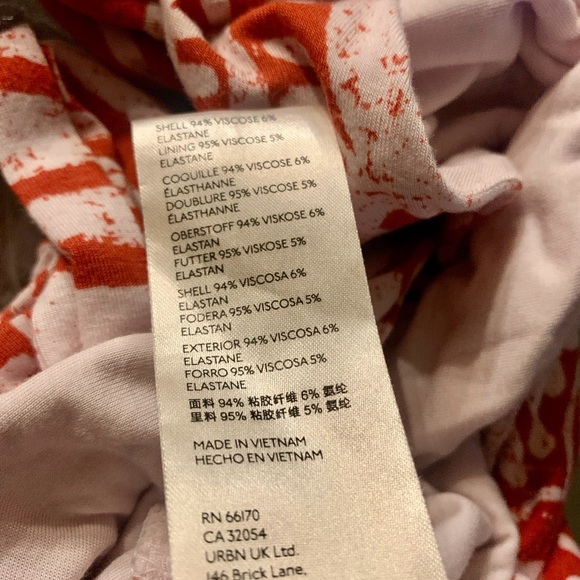 SHELL 94% VISCOSE 6%
ELASTANE
LINING 95% VISCOSE 5%
ELASTANE
COQUILLE 94% VISCOSE 6%
ÉLASTHANNE
DOUBLURE 95% VISCOSE 5%
ÉLASTHANNE
OBERSTOFF 94% VISKOSE 6%
ELASTAN
FUTTER 95% VISKOSE 5%
ELASTAN
SHELL 94% VISCOSA 6%
ELASTAN
FODERA 95% VISCOSA 5%
ELASTAN
EXTERIOR 94% VISCOSA 6%
ELASTANE
FORRO 95% VISCOSA 5%
ELASTANE
面料 94% 粘胶纤维 6% 氨纶
里料 95% 粘胶纤维 5% 氨纶
MADE IN VIETNAM
HECHO EN VIETNAM
RN 66170
CA 32054
URBN UK Ltd.
146 Brick Lane,